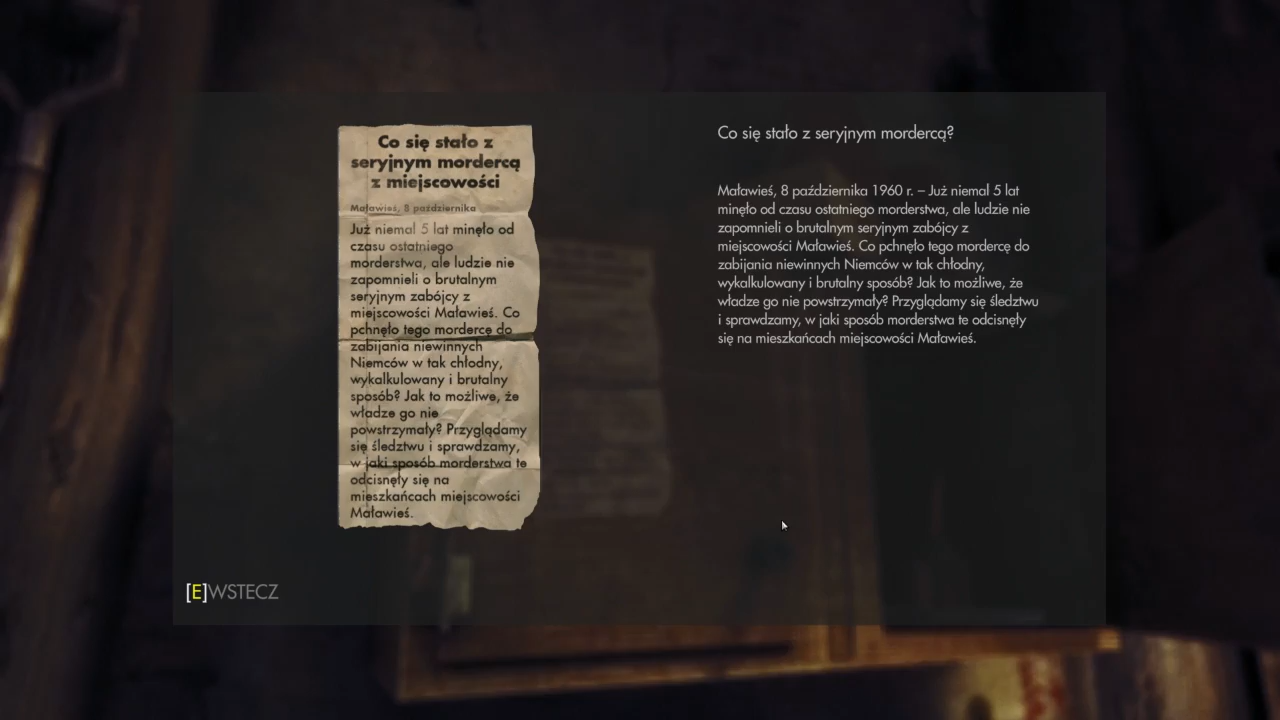 Co się stało z
seryjnym mordercą
z miejscowości
Maławieś, 8 października
Już niemal 5 lat minęło od
czasu ostatniego
morderstwa, ale ludzie nie
zapomnieli o brutalnym
seryjnym zabójcy z
miejscowości Maławieś. Co
pchnęło tego mordercę do
zabijania niewinnych
Niemców w tak chłodny,
wykalkulowany i brutalny
sposób? Jak to możliwe, że
władze go nie
powstrzymały? Przyglądamy
się śledztwu i sprawdzamy,
w jaki sposób morderstwa te
odcisnęły się na
mieszkańcach miejscowości
Maławieś.
Co się stało z seryjnym mordercą?
Maławieś, 8 października 1960 r. – Już niemal 5 lat
minęło od czasu ostatniego morderstwa, ale ludzie nie
zapomnieli o brutalnym seryjnym zabójcy z
miejscowości Maławieś. Co pchnęło tego mordercę do
zabijania niewinnych Niemców w tak chłodny,
wykalkulowany i brutalny sposób? Jak to możliwe, że
władze go nie powstrzymały? Przyglądamy się śledztwu
i sprawdzamy, w jaki sposób morderstwa te odcisnęły
się na mieszkańcach miejscowości Maławieś.
[E]WSTECZ